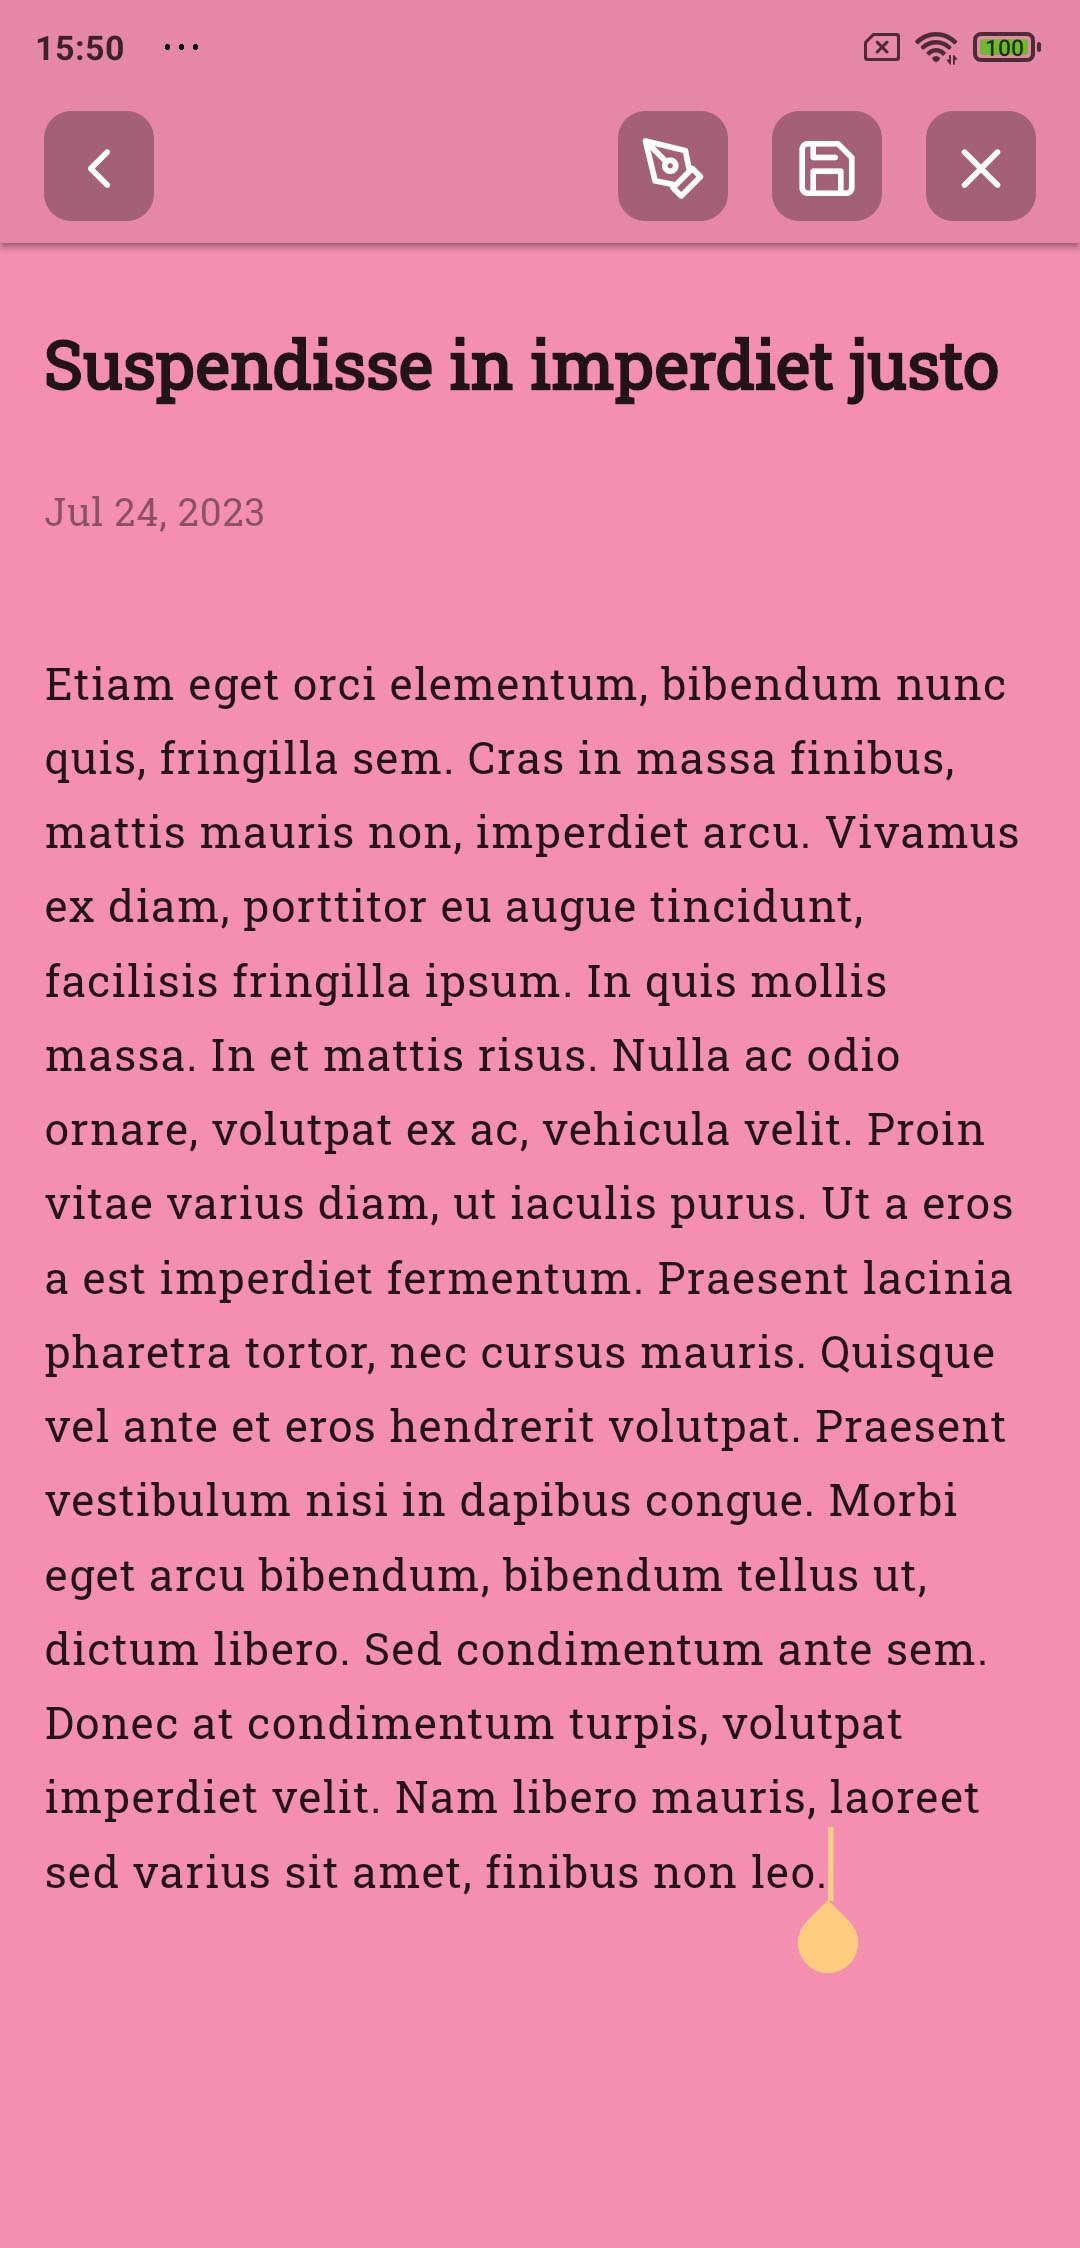 15:50 ... 100
Suspendisse in imperdiet justo
Jul 24, 2023
Etiam eget orci elementum, bibendum nunc
quis, fringilla sem. Cras in massa finibus,
mattis mauris non, imperdiet arcu. Vivamus
ex diam, porttitor eu augue tincidunt,
facilisis fringilla ipsum. In quis mollis
massa. In et mattis risus. Nulla ac odio
ornare, volutpat ex ac, vehicula velit. Proin
vitae varius diam, ut iaculis purus. Ut a eros
a est imperdiet fermentum. Praesent lacinia
pharetra tortor, nec cursus mauris. Quisque
vel ante et eros hendrerit volutpat. Praesent
vestibulum nisi in dapibus congue. Morbi
eget arcu bibendum, bibendum tellus ut,
dictum libero. Sed condimentum ante sem.
Donec at condimentum turpis, volutpat
imperdiet velit. Nam libero mauris, laoreet
sed varius sit amet, finibus non leo.